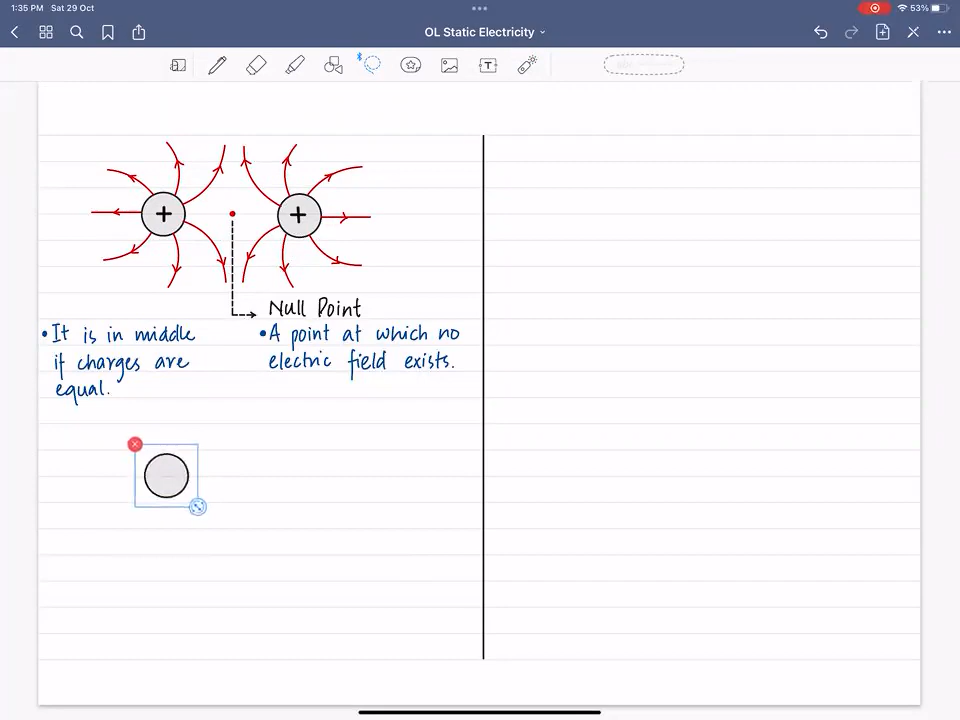 1:35 PM Sat 29 Oct
53%
OL Static Electricity
T
+ +
Null Point
• It is in middle
if charges are
equal.
• A point at which no
electric field exists.